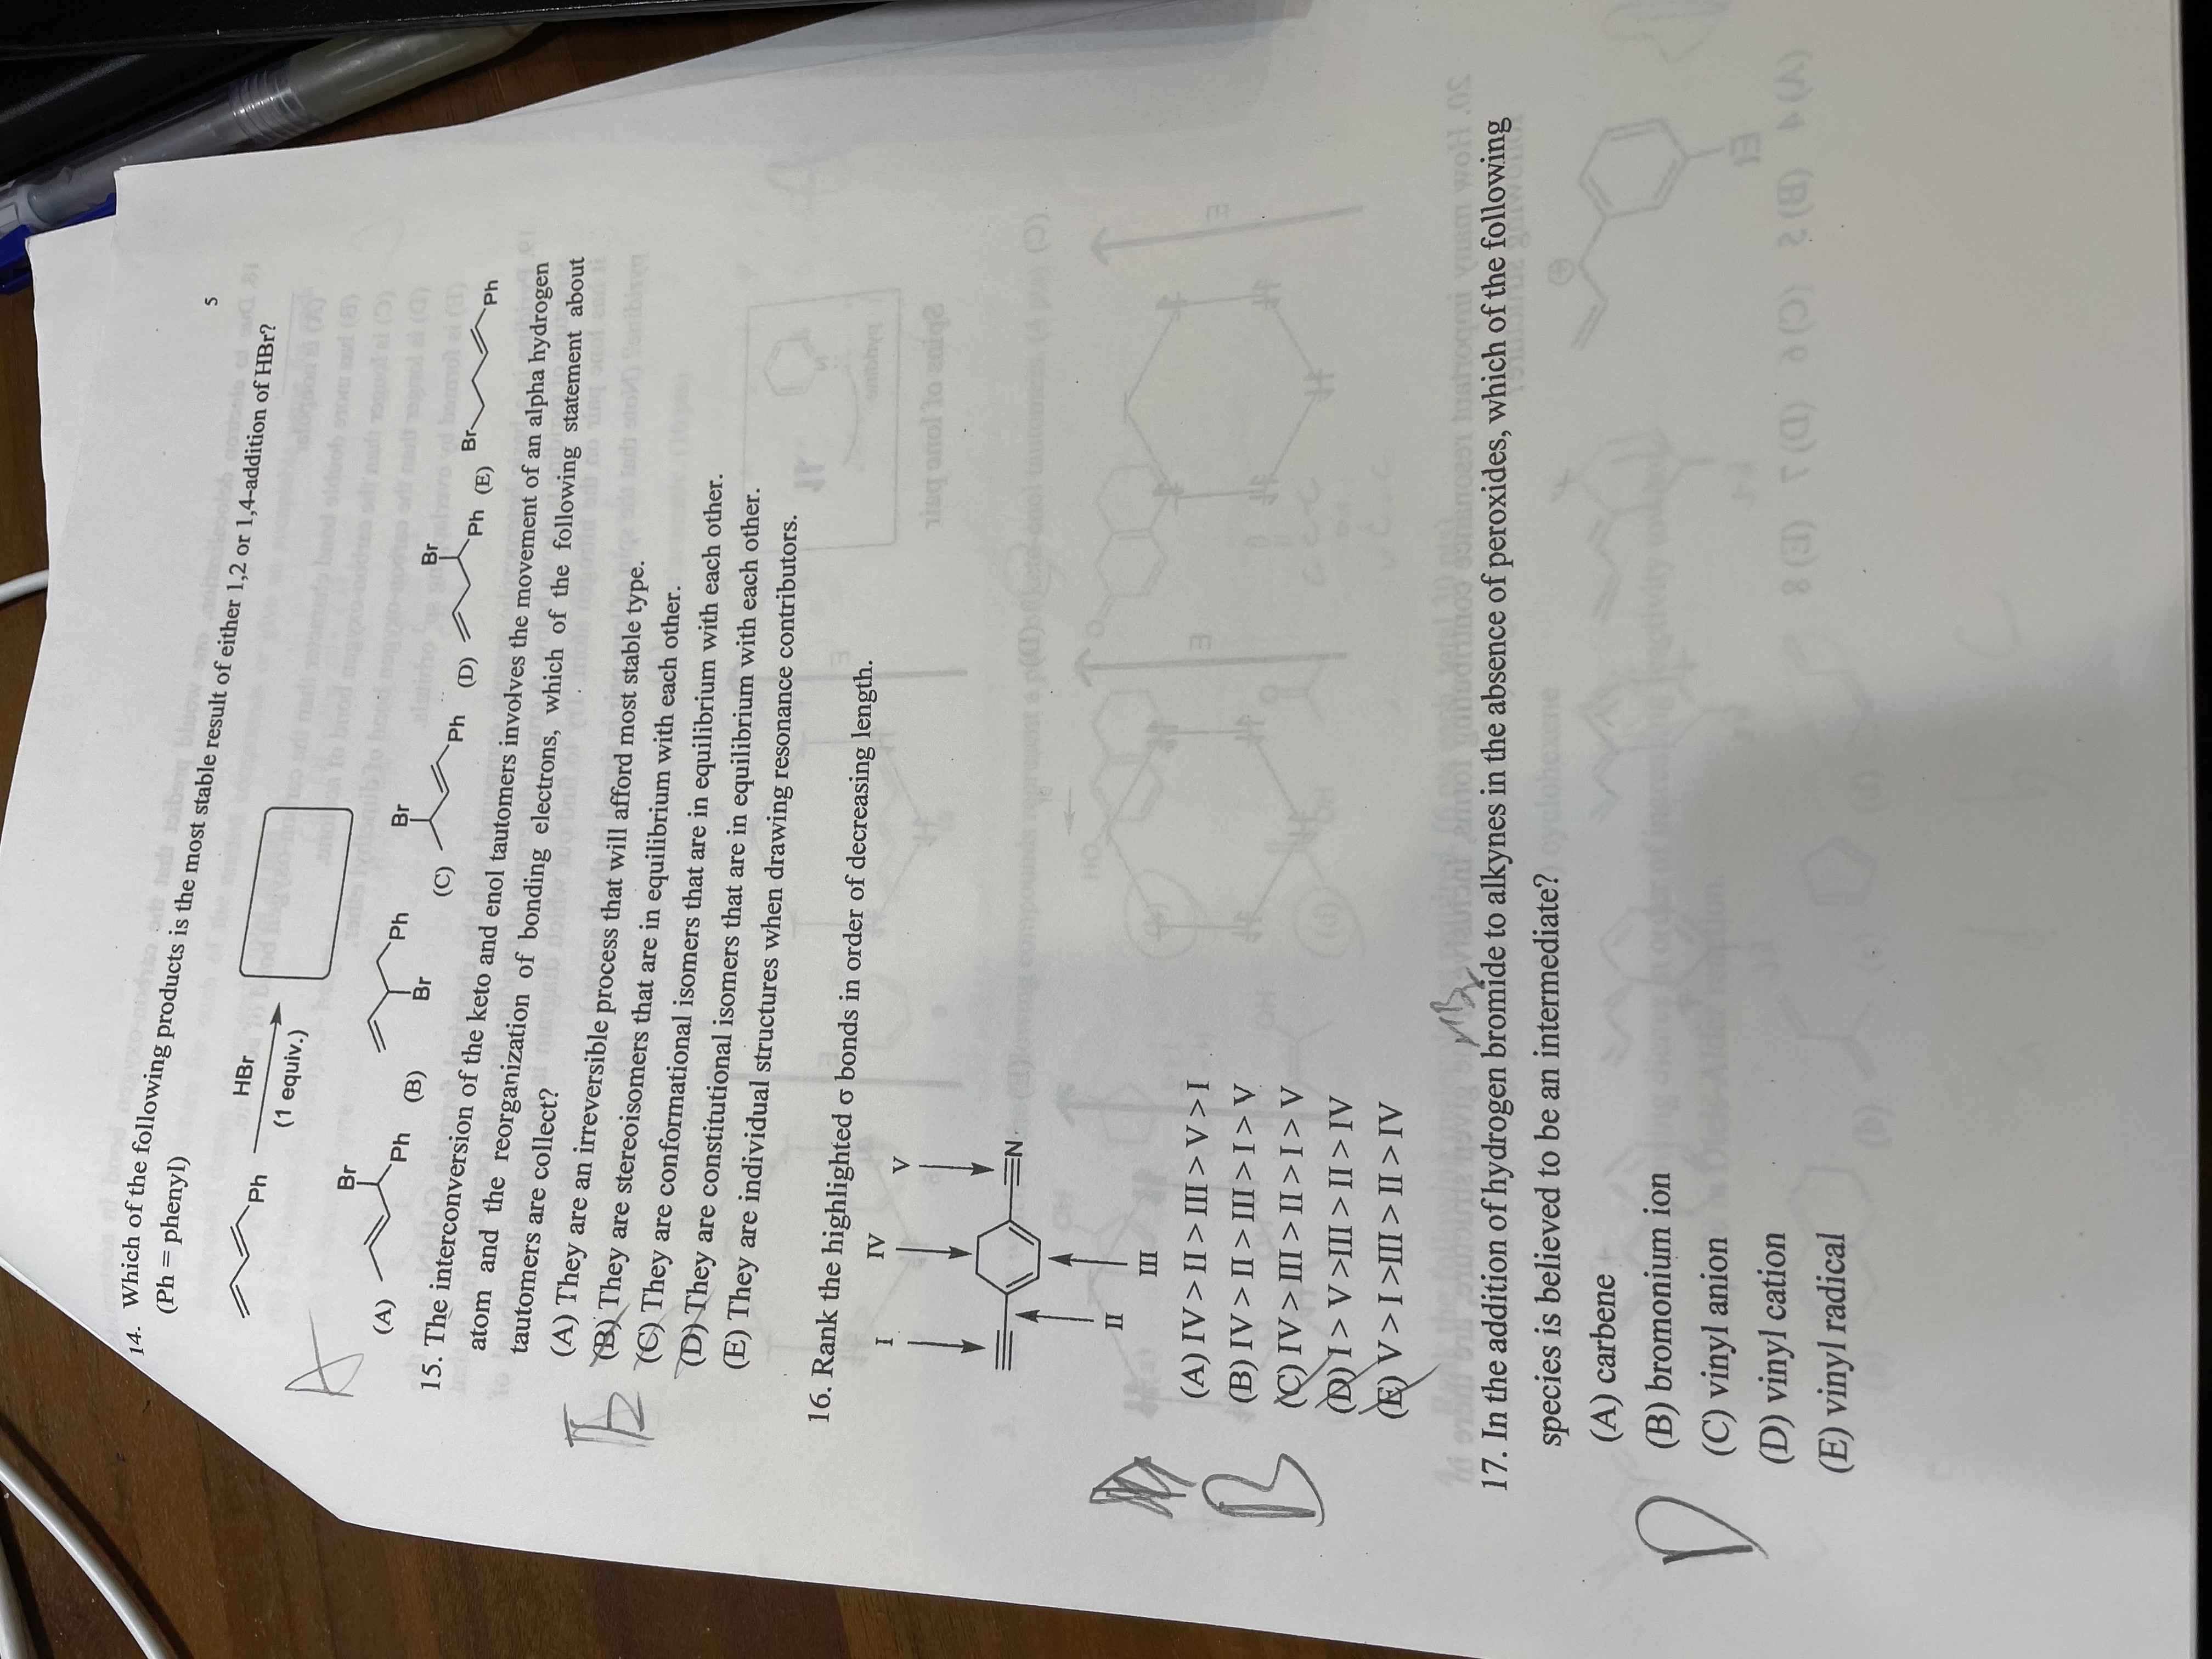 5
14. Which of the following products is the most stable result of either 1,2 or 1,4-addition of HBr?
(Ph = phenyl)
Ph
HBr
(1 equiv.)
A
(A) Br Ph (B) Br Ph (C) Br Ph (D) Br Ph (E) Br Ph
15. The interconversion of the keto and enol tautomers involves the movement of an alpha hydrogen
atom and the reorganization of bonding electrons, which of the following statement about
tautomers are collect?
E
(A) They are an irreversible process that will afford most stable type.
(B) They are stereoisomers that are in equilibrium with each other.
(C) They are conformational isomers that are in equilibrium with each other.
(D) They are constitutional isomers that are in equilibrium with each other.
(E) They are individual structures when drawing resonance contributors.
16. Rank the highlighted σ bonds in order of decreasing length.
I IV V
N
II
III
(A) IV > II > III > V > I
B
(B) IV > II > III > I > V
(C) IV > III > II > I > V
(D) I > V >III > II > IV
(E) V > I >III > II > IV
17. In the addition of hydrogen bromide to alkynes in the absence of peroxides, which of the following
species is believed to be an intermediate?
(A) carbene
(B) bromonium ion
D
(C) vinyl anion
(D) vinyl cation
(E) vinyl radical